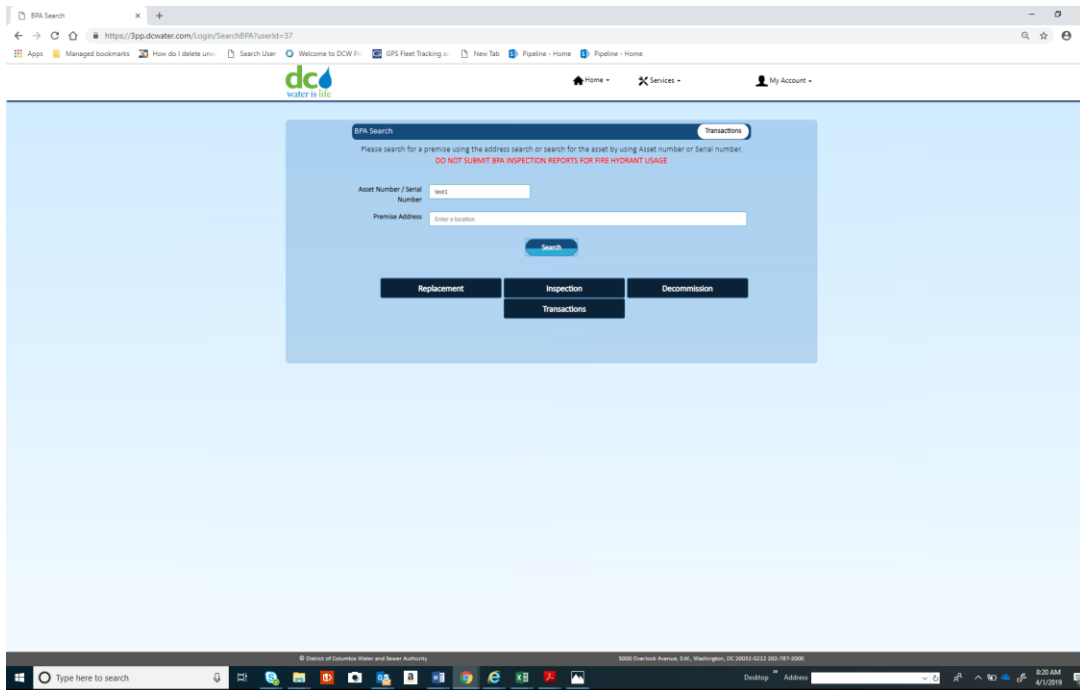 BPA Search
https://3pp.dcwater.com/Login/SearchBPA?userId=37
Apps Managed bookmarks How do I delete unw Search User Welcome to DCW Pr GPS Fleet Tracking an New Tab Pipeline - Home Pipeline - Home
dc
water is life
Home Services My Account
BPA Search Transactions
Please search for a premise using the address search or search for the asset by using Asset number or Serial number.
DO NOT SUBMIT BPA INSPECTION REPORTS FOR FIRE HYDRANT USAGE
Asset Number / Serial
Number
test1
Premise Address Enter a location
Search
Replacement Inspection Decommission
Transactions
© District of Columbia Water and Sewer Authority 5000 Overlook Avenue, S.W., Washington, DC 20032-5212 202-787-2000
Type here to search Desktop Address 8:20 AM
4/1/2019